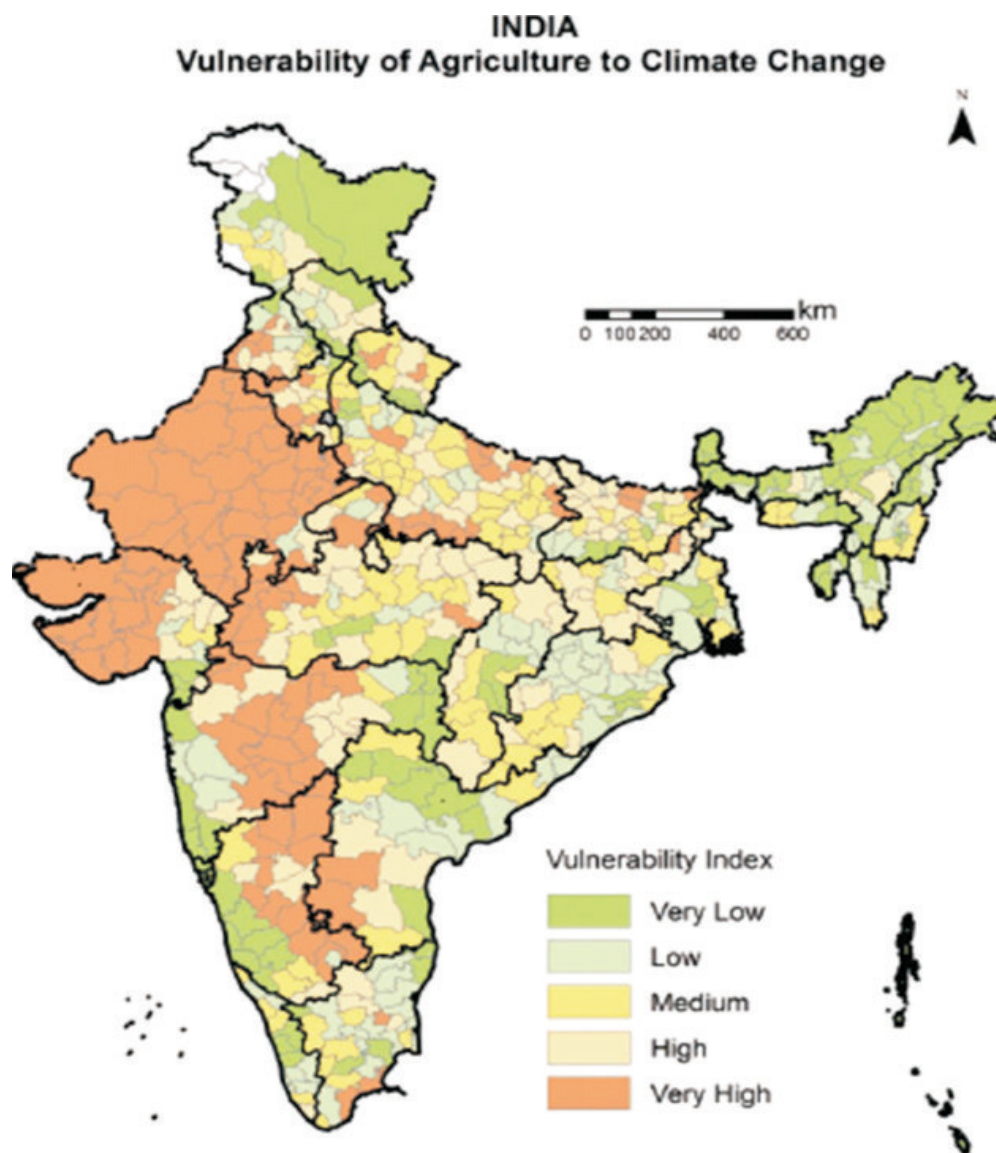 INDIA
Vulnerability of Agriculture to Climate Change
N
km
0 100 200 400 600
Vulnerability Index
Very Low
Low
Medium
High
Very High